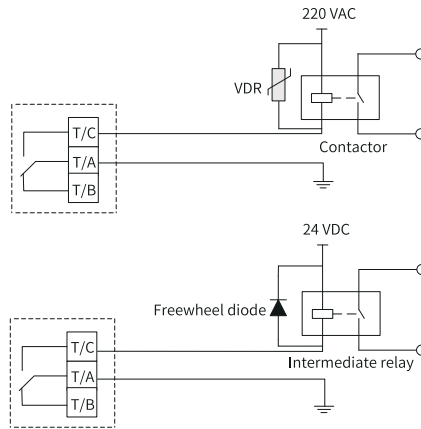 220 VAC
VDR
T/C
T/A
T/B
Contactor
24 VDC
Freewheel diode
T/C
T/A
T/B
Intermediate relay